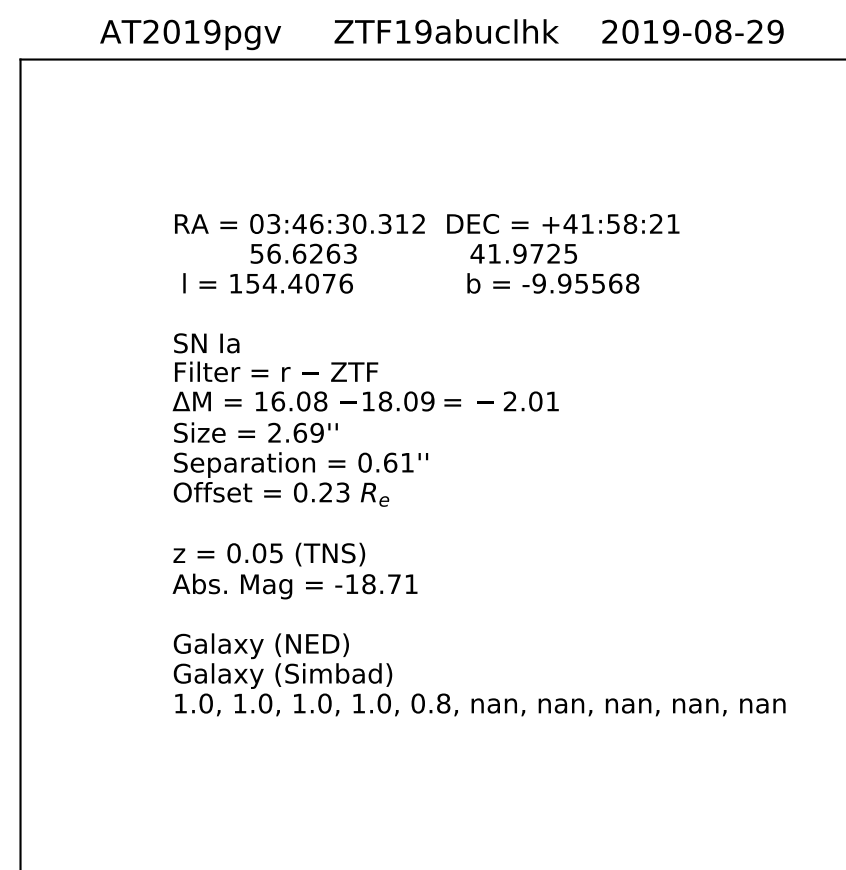 AT2019pgv ZTF19abuclhk 2019-08-29
RA = 03:46:30.312 DEC = +41:58:21
56.6263 41.9725
l = 154.4076 b = -9.95568
SN Ia
Filter = r − ZTF
ΔM = 16.08 −18.09 = − 2.01
Size = 2.69''
Separation = 0.61''
Offset = 0.23 Re
z = 0.05 (TNS)
Abs. Mag = -18.71
Galaxy (NED)
Galaxy (Simbad)
1.0, 1.0, 1.0, 1.0, 0.8, nan, nan, nan, nan, nan